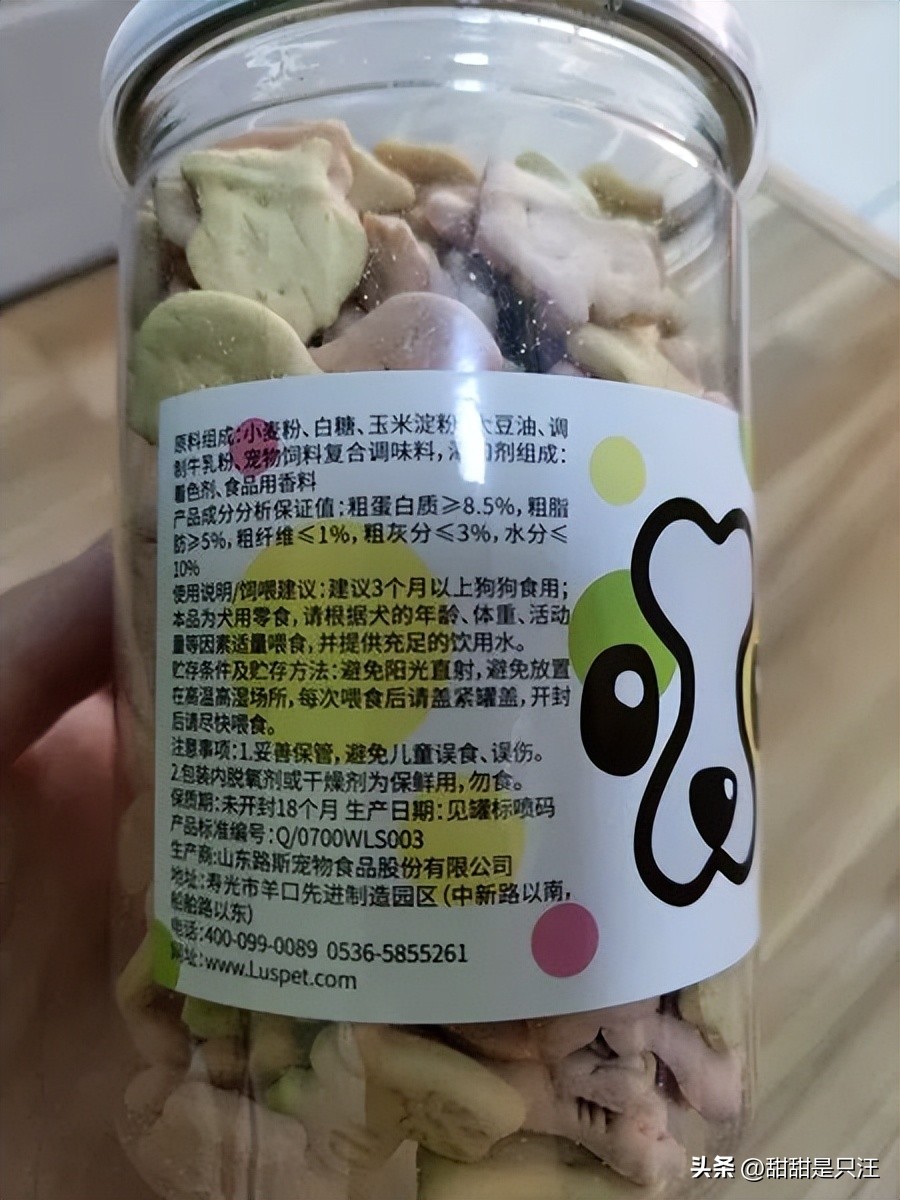 原料组成:小麦粉、白糖、玉米淀粉、大豆油、调
制牛乳粉、宠物饲料复合调味料,添加剂组成:
着色剂、食品用香料
产品成分分析保证值:粗蛋白质≥8.5%,粗脂
肪≥5%,粗纤维≤1%,粗灰分≤3%,水分≤
10%
使用说明/饲喂建议:建议3个月以上狗狗食用;
本品为犬用零食,请根据犬的年龄、体重、活动
量等因素适量喂食,并提供充足的饮用水。
贮存条件及贮存方法:避免阳光直射,避免放置
在高温高湿场所,每次喂食后请盖紧罐盖,开封
后请尽快喂食。
注意事项:1.妥善保管,避免儿童误食、误伤。
2.包装内脱氧剂或干燥剂为保鲜用,勿食。
保质期:未开封18个月 生产日期:见罐标喷码
产品标准编号:Q/0700WLS003
生产商:山东路斯宠物食品股份有限公司
地址:寿光市羊口先进制造园区(中新路以南,
船舶路以东)
电话:400-099-0089 0536-5855261
网址:www.Luspet.com
头条 @甜甜是只汪